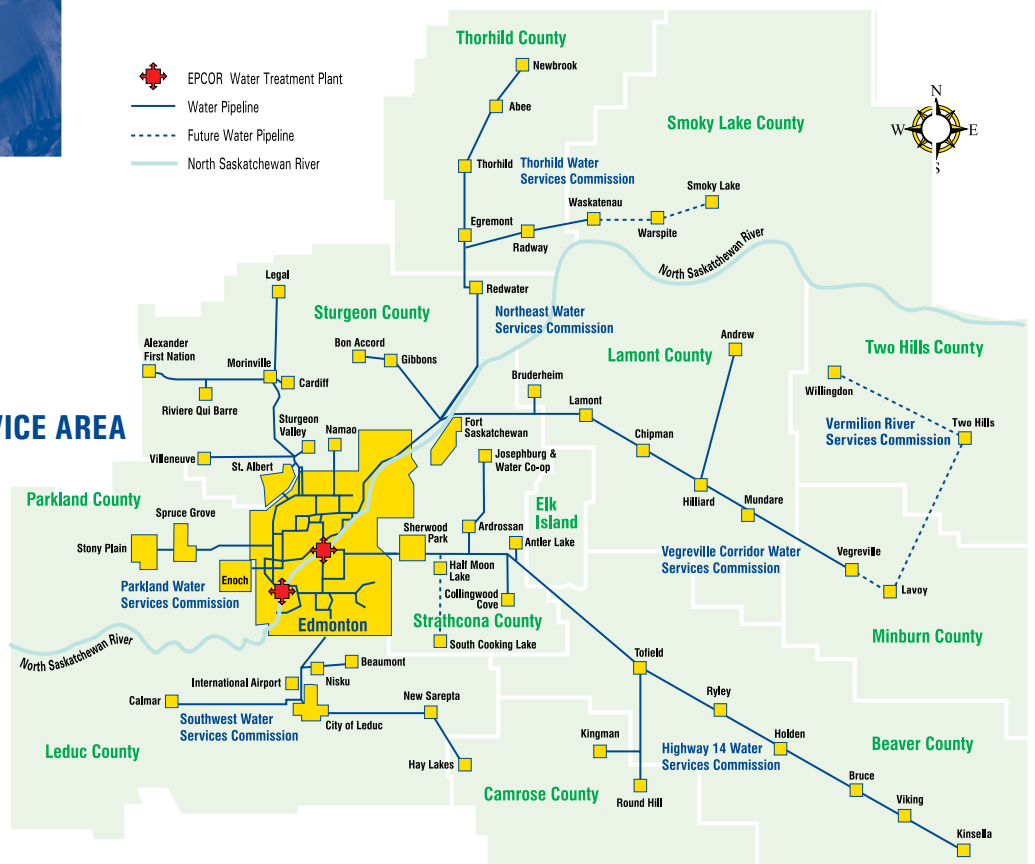 Thorhild County
EPCOR Water Treatment Plant
Water Pipeline
Future Water Pipeline
North Saskatchewan River
Newbrook
Abee
Smoky Lake County
N
W
E
S
Thorhild
Thorhild Water
Services Commission
Smoky Lake
Waskatenau
Warspite
Egremont
Radway
North Saskatchewan River
Legal
Redwater
Sturgeon County
Northeast Water
Services Commission
Alexander
First Nation
Morinville
Cardiff
Riviere Qui Barre
Bon Accord
Gibbons
Bruderheim
Lamont County
Andrew
Two Hills County
Willingdon
Vermilion River
Services Commission
Two Hills
VICE AREA
Sturgeon
Valley
Namao
Villeneuve
St. Albert
Fort
Saskatchewan
Lamont
Chipman
Hilliard
Mundare
Josephburg &
Water Co-op
Elk
Island
Parkland County
Spruce Grove
Stony Plain
Enoch
Parkland Water
Services Commission
Edmonton
Sherwood
Park
Ardrossan
Antler Lake
Half Moon
Lake
Collingwood
Cove
Strathcona County
South Cooking Lake
Vegreville Corridor Water
Services Commission
Vegreville
Lavoy
Minburn County
North Saskatchewan River
Beaumont
Nisku
International Airport
Calmar
Southwest Water
Services Commission
City of Leduc
New Sarepta
Hay Lakes
Leduc County
Tofield
Ryley
Kingman
Highway 14 Water
Services Commission
Holden
Beaver County
Round Hill
Camrose County
Bruce
Viking
Kinsella